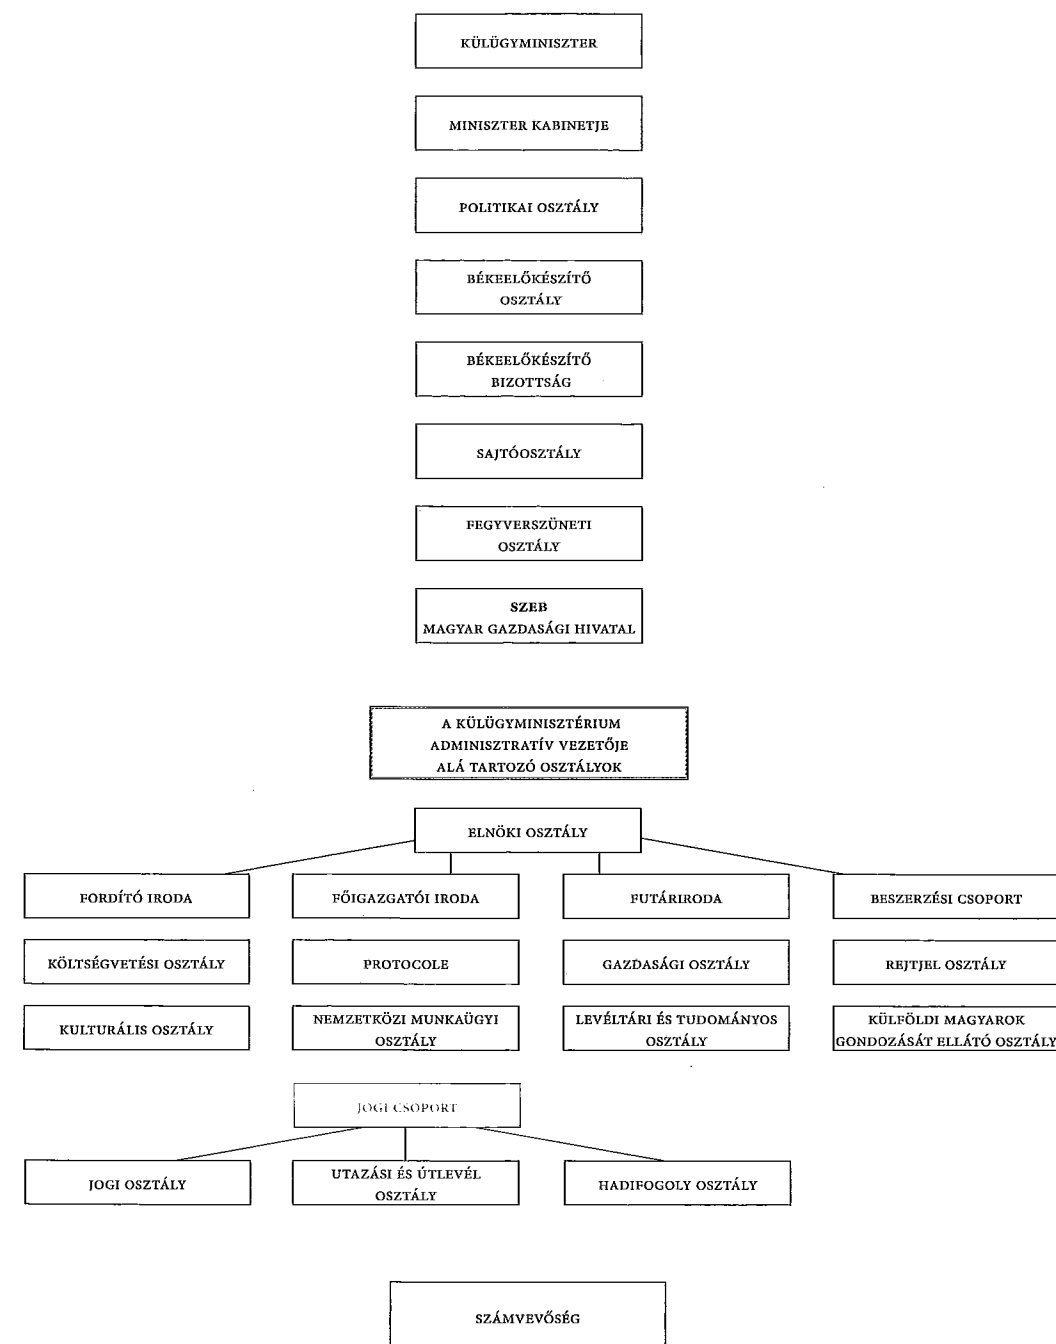 KÜLÜGYMINISZTER
MINISZTER KABINETJE
POLITIKAI OSZTÁLY
BÉKEELŐKÉSZÍTŐ
OSZTÁLY
BÉKEELŐKÉSZÍTŐ
BIZOTTSÁG
SAJTÓOSZTÁLY
FEGYVERSZÜNETI
OSZTÁLY
SZEB
MAGYAR GAZDASÁGI HIVATAL
A KÜLÜGYMINISZTÉRIUM
ADMINISZTRATÍV VEZETŐJE
ALÁ TARTOZÓ OSZTÁLYOK
ELNÖKI OSZTÁLY
FORDÍTÓ IRODA
FŐIGAZGATÓI IRODA
FUTÁRIRODA
BESZERZÉSI CSOPORT
KÖLTSÉGVETÉSI OSZTÁLY
PROTOCOLE
GAZDASÁGI OSZTÁLY
REJTJEL OSZTÁLY
KULTURÁLIS OSZTÁLY
NEMZETKÖZI MUNKAÜGYI
OSZTÁLY
LEVÉLTÁRI ÉS TUDOMÁNYOS
OSZTÁLY
KÜLFÖLDI MAGYAROK
GONDOZÁSÁT ELLÁTÓ OSZTÁLY
JOGI CSOPORT
JOGI OSZTÁLY
UTAZÁSI ÉS ÚTLEVÉL
OSZTÁLY
HADIFOGOLY OSZTÁLY
SZÁMVEVŐSÉG